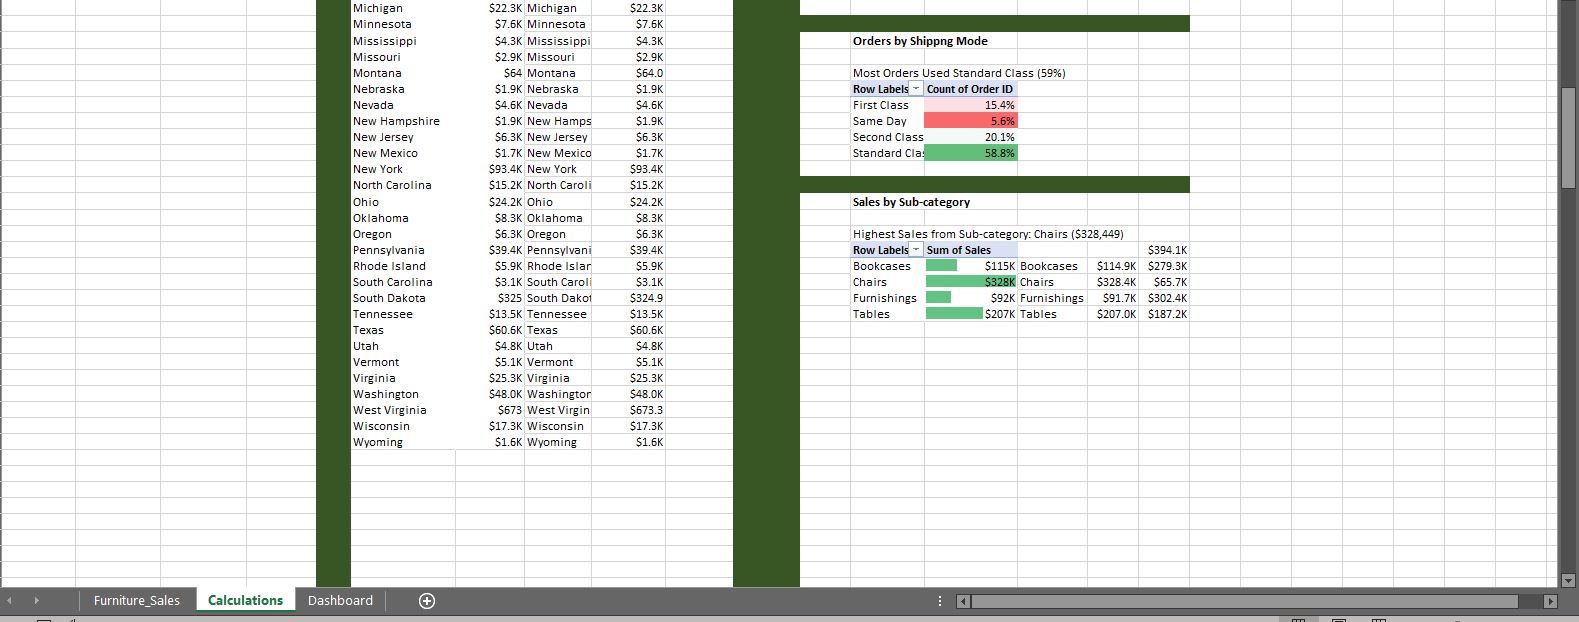 Michigan $22.3K Michigan $22.3K
Minnesota $7.6K Minnesota $7.6K
Mississippi $4.3K Mississippi $4.3K
Missouri $2.9K Missouri $2.9K
Montana $64 Montana $64.0
Nebraska $1.9K Nebraska $1.9K
Nevada $4.6K Nevada $4.6K
New Hampshire $1.9K New Hamps $1.9K
New Jersey $6.3K New Jersey $6.3K
New Mexico $1.7K New Mexico $1.7K
New York $93.4K New York $93.4K
North Carolina $15.2K North Caroli $15.2K
Ohio $24.2K Ohio $24.2K
Oklahoma $8.3K Oklahoma $8.3K
Oregon $6.3K Oregon $6.3K
Pennsylvania $39.4K Pennsylvani $39.4K
Rhode Island $5.9K Rhode Islan $5.9K
South Carolina $3.1K South Caroli $3.1K
South Dakota $325 South Dakot $324.9
Tennessee $13.5K Tennessee $13.5K
Texas $60.6K Texas $60.6K
Utah $4.8K Utah $4.8K
Vermont $5.1K Vermont $5.1K
Virginia $25.3K Virginia $25.3K
Washington $48.0K Washington $48.0K
West Virginia $673 West Virgin $673.3
Wisconsin $17.3K Wisconsin $17.3K
Wyoming $1.6K Wyoming $1.6K
Orders by Shippng Mode
Most Orders Used Standard Class (59%)
Row Labels Count of Order ID
First Class 15.4%
Same Day 5.6%
Second Class 20.1%
Standard Clas 58.8%
Sales by Sub-category
Highest Sales from Sub-category: Chairs ($328,449)
Row Labels Sum of Sales $394.1K
Bookcases $115K Bookcases $114.9K $279.3K
Chairs $328K Chairs $328.4K $65.7K
Furnishings $92K Furnishings $91.7K $302.4K
Tables $207K Tables $207.0K $187.2K
Furniture_Sales Calculations Dashboard